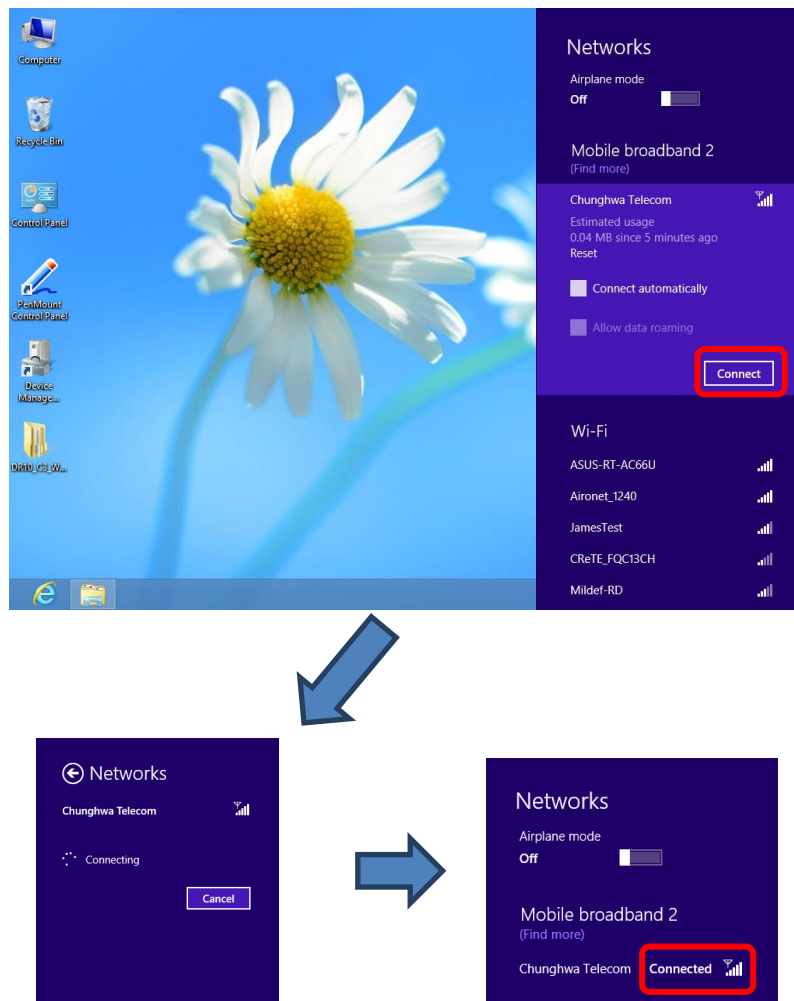 Computer
Recycle Bin
Control Panel
PenMount
Control Panel
Device
Manage...
DR10_C3_W...
Networks
Airplane mode
Off
Mobile broadband 2
(Find more)
Chunghwa Telecom
Estimated usage
0.04 MB since 5 minutes ago
Reset
Connect automatically
Allow data roaming
Connect
Wi-Fi
ASUS-RT-AC66U
Aironet_1240
JamesTest
CReTE_FQC13CH
Mildef-RD
Networks
Chunghwa Telecom
Connecting
Cancel
Networks
Airplane mode
Off
Mobile broadband 2
(Find more)
Chunghwa Telecom Connected